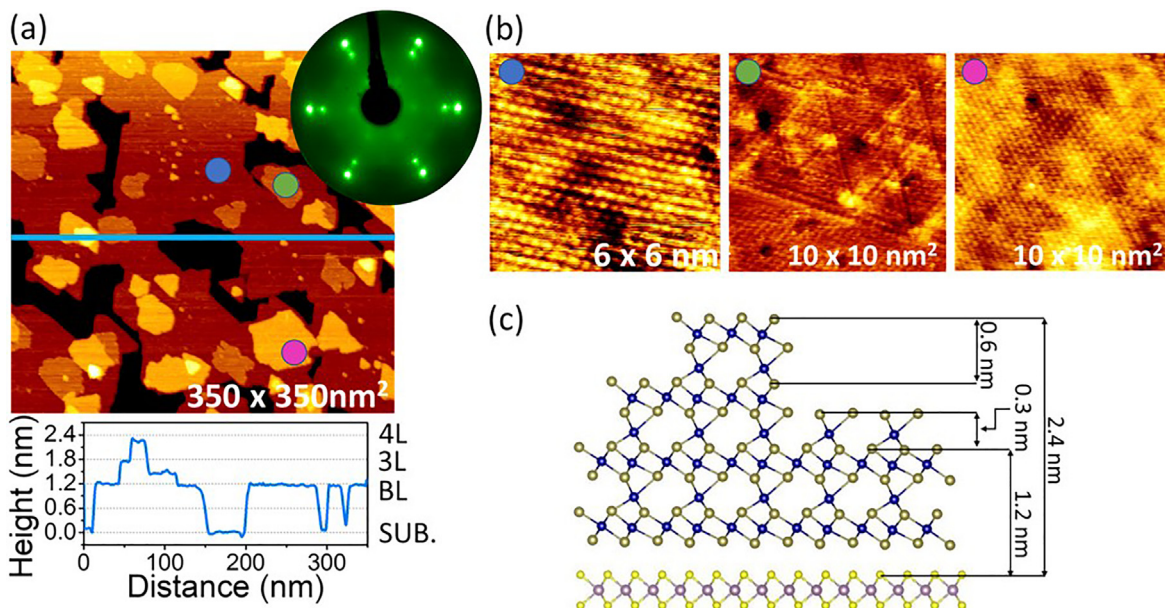 (a)
350 x 350nm2
Height (nm)
2.4
1.8
1.2
0.6
0.0
4L
3L
BL
SUB.
0
100
200
300
Distance (nm)
(b)
6 x 6 nm2
10 x 10 nm2
10 x 10 nm2
(c)
0.6 nm
0.3 nm
2.4 nm
1.2 nm